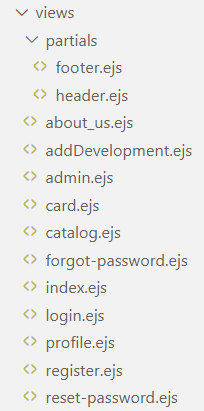 views
partials
footer.ejs
header.ejs
about_us.ejs
addDevelopment.ejs
admin.ejs
card.ejs
catalog.ejs
forgot-password.ejs
index.ejs
login.ejs
profile.ejs
register.ejs
reset-password.ejs